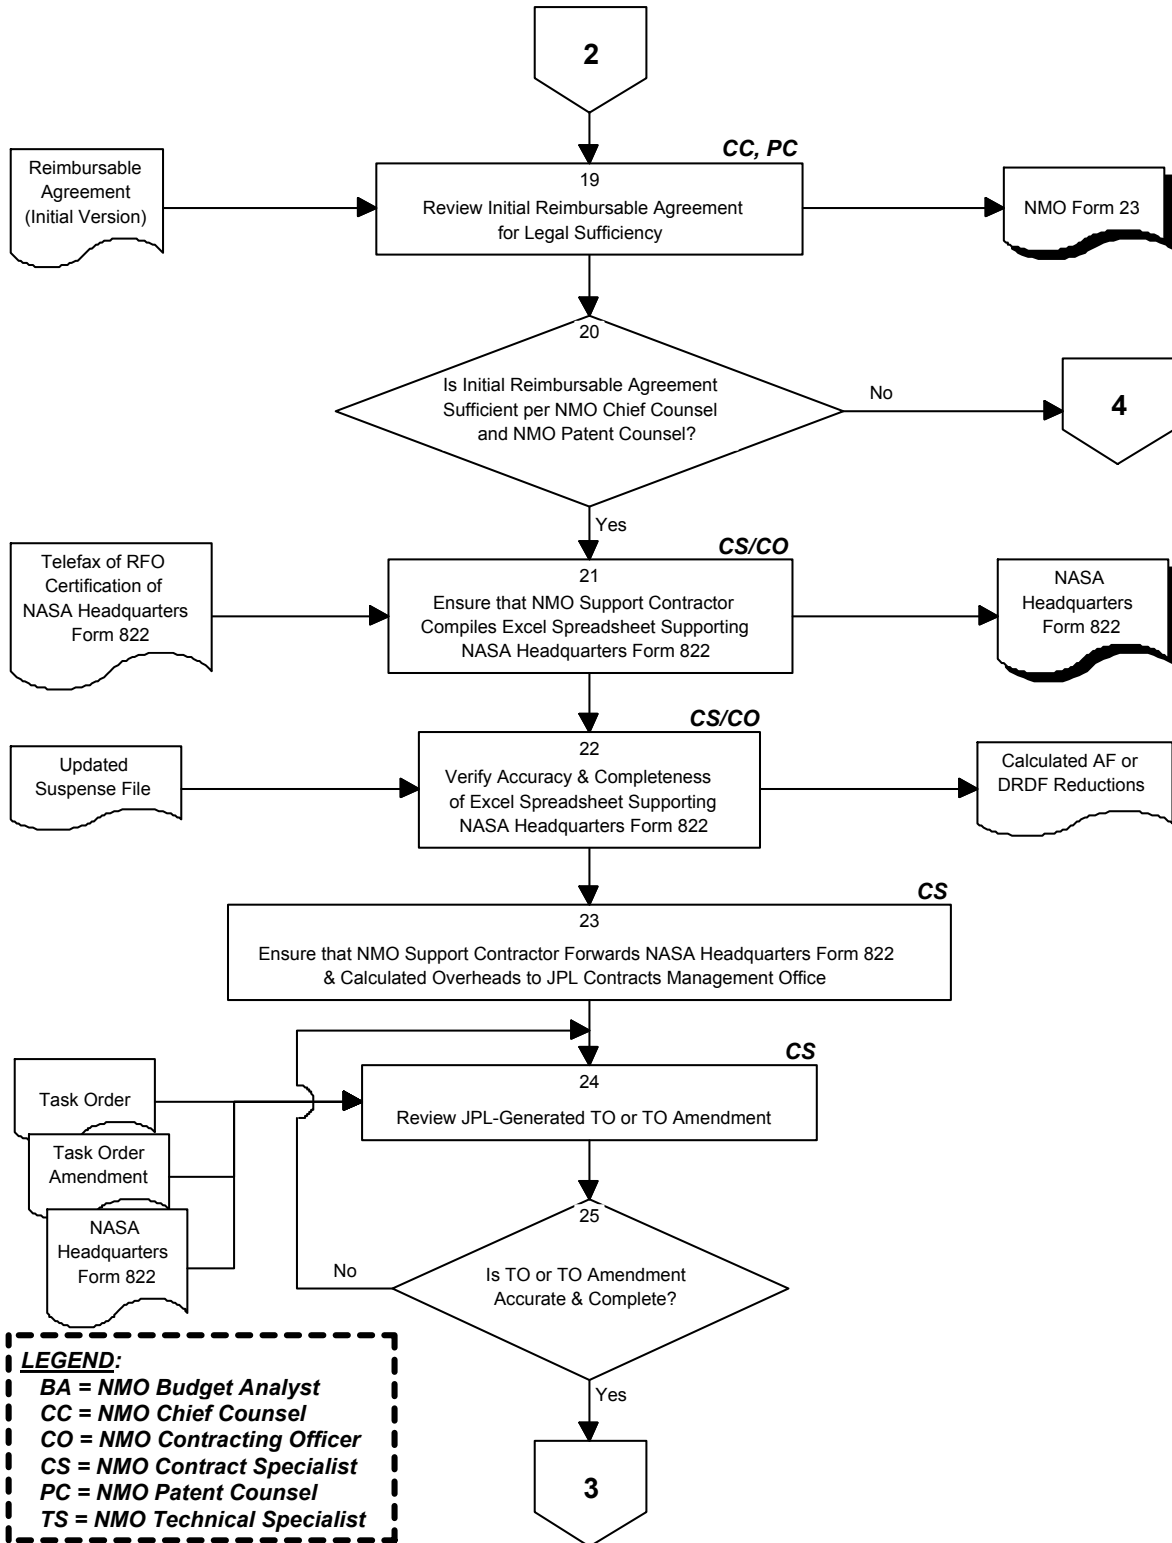 2
CC, PC
Reimbursable
Agreement
(Initial Version)
19
Review Initial Reimbursable Agreement
for Legal Sufficiency
NMO Form 23
20
Is Initial Reimbursable Agreement
Sufficient per NMO Chief Counsel
and NMO Patent Counsel?
No
4
Yes
CS/CO
Telefax of RFO
Certification of
NASA Headquarters
Form 822
21
Ensure that NMO Support Contractor
Compiles Excel Spreadsheet Supporting
NASA Headquarters Form 822
NASA
Headquarters
Form 822
CS/CO
Updated
Suspense File
22
Verify Accuracy & Completeness
of Excel Spreadsheet Supporting
NASA Headquarters Form 822
Calculated AF or
DRDF Reductions
CS
23
Ensure that NMO Support Contractor Forwards NASA Headquarters Form 822
& Calculated Overheads to JPL Contracts Management Office
CS
Task Order
Task Order
Amendment
NASA
Headquarters
Form 822
24
Review JPL-Generated TO or TO Amendment
25
Is TO or TO Amendment
Accurate & Complete?
No
Yes
3
LEGEND:
BA = NMO Budget Analyst
CC = NMO Chief Counsel
CO = NMO Contracting Officer
CS = NMO Contract Specialist
PC = NMO Patent Counsel
TS = NMO Technical Specialist